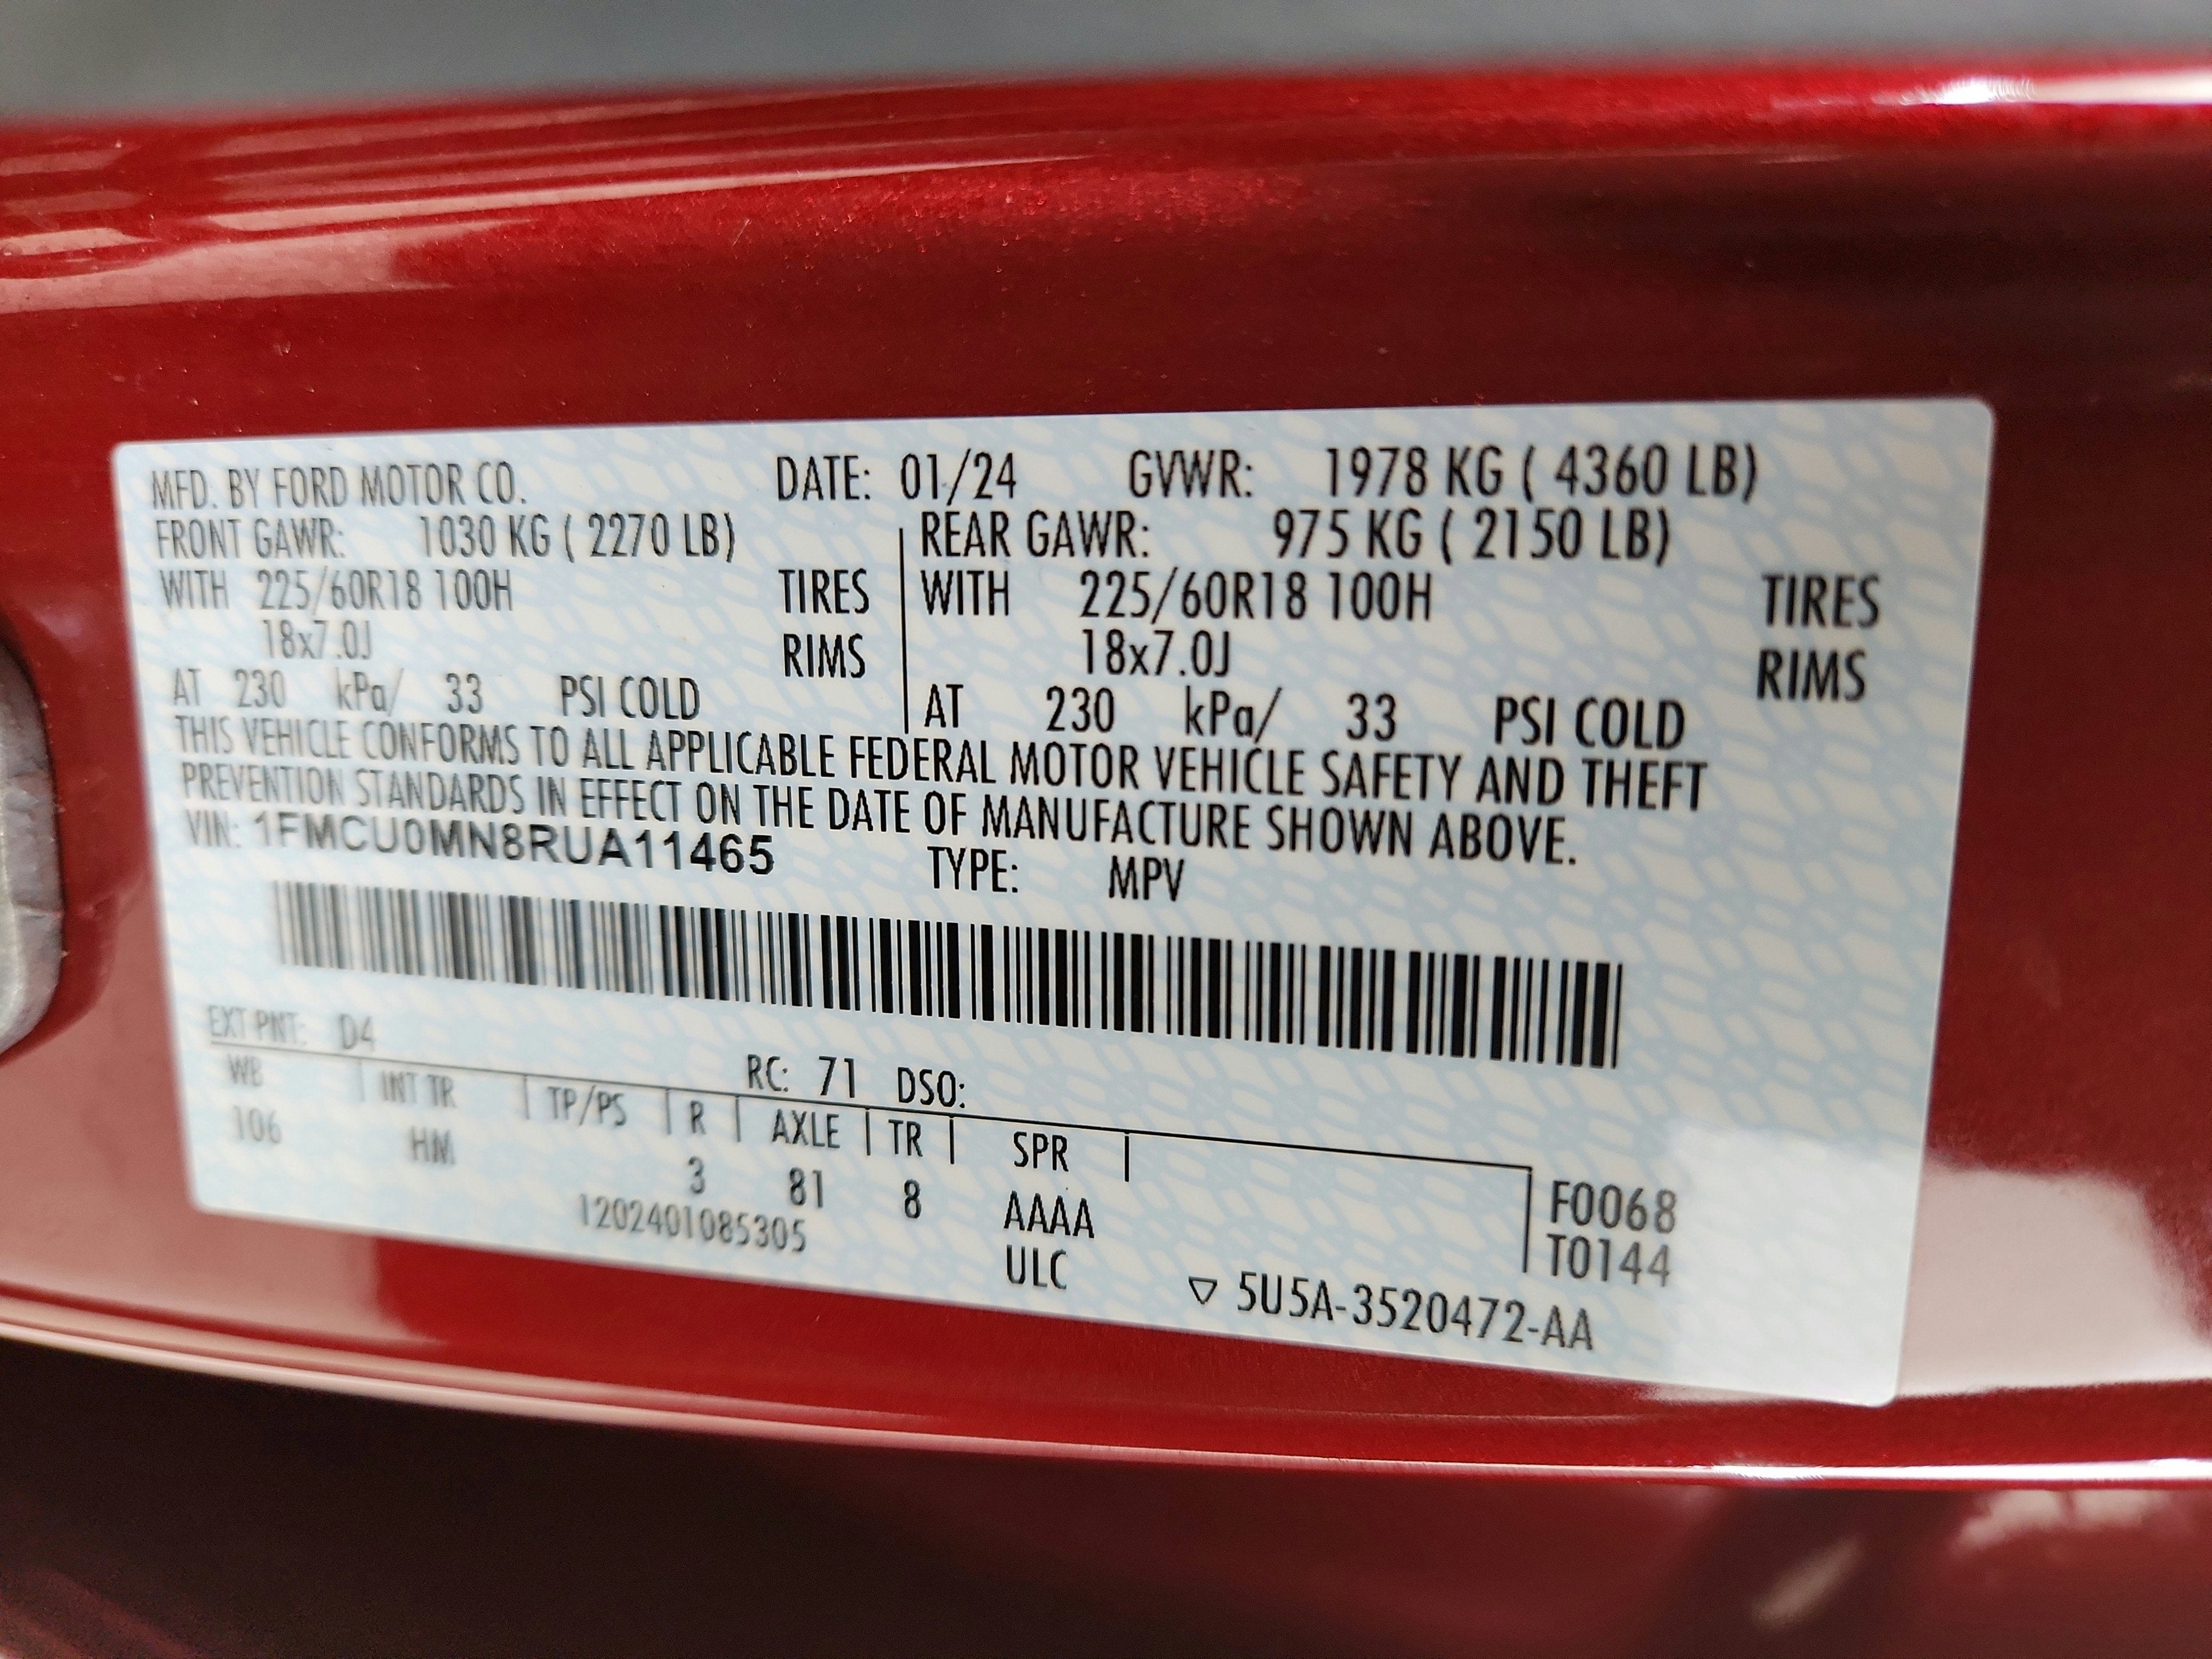 MFD. BY FORD MOTOR CO. DATE: 01/24 GVWR: 1978 KG ( 4360 LB)
FRONT GAWR: 1030 KG ( 2270 LB) REAR GAWR: 975 KG ( 2150 LB)
WITH 225/60R18 100H TIRES WITH 225/60R18 100H TIRES
18x7.0J RIMS 18x7.0J RIMS
AT 230 kPa/ 33 PSI COLD AT 230 kPa/ 33 PSI COLD
THIS VEHICLE CONFORMS TO ALL APPLICABLE FEDERAL MOTOR VEHICLE SAFETY AND THEFT
PREVENTION STANDARDS IN EFFECT ON THE DATE OF MANUFACTURE SHOWN ABOVE.
VIN: 1FMCU0MN8RUA11465 TYPE: MPV
EXT PNT: D4 RC: 71 DSO:
WB INT TR TP/PS R AXLE TR SPR
106 HM 3 81 8 AAAA F0068
1202401085305 ULC T0144
▽ 5U5A-3520472-AA